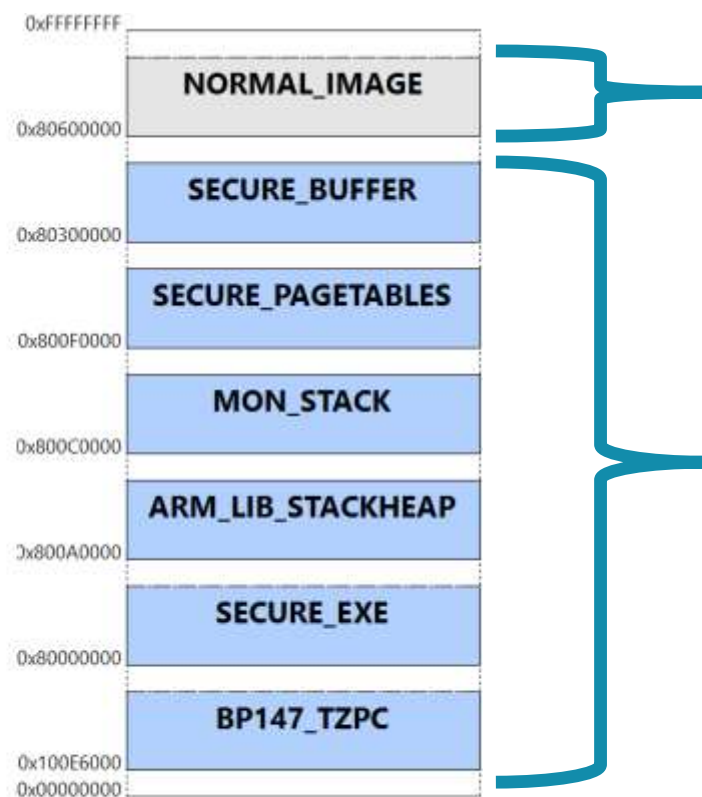 0xFFFFFFFF
NORMAL_IMAGE
0x80600000
SECURE_BUFFER
0x80300000
SECURE_PAGETABLES
0x800F0000
MON_STACK
0x800C0000
ARM_LIB_STACKHEAP
0x800A0000
SECURE_EXE
0x80000000
BP147_TZPC
0x100E6000
0x00000000